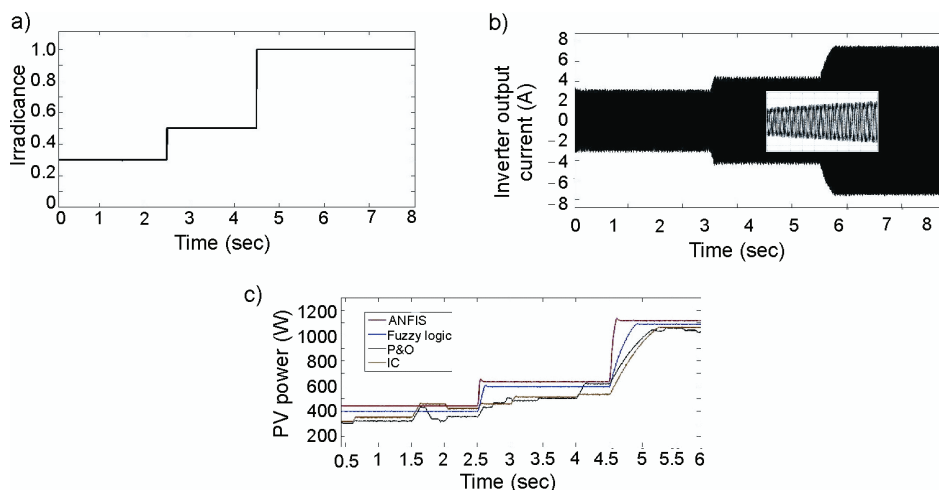 a)
Irradicance
1.0
0.8
0.6
0.4
0.2
0
0 1 2 3 4 5 6 7 8
Time (sec)
b)
Inverter output
current (A)
8
6
4
2
0
−2
−4
−6
−8
0 1 2 3 4 5 6 7 8
Time (sec)
c)
PV power (W)
1200
1000
800
600
400
200
ANFIS
Fuzzy logic
P&O
IC
0.5 1 1.5 2 2.5 3 3.5 4 4.5 5 5.5 6
Time (sec)